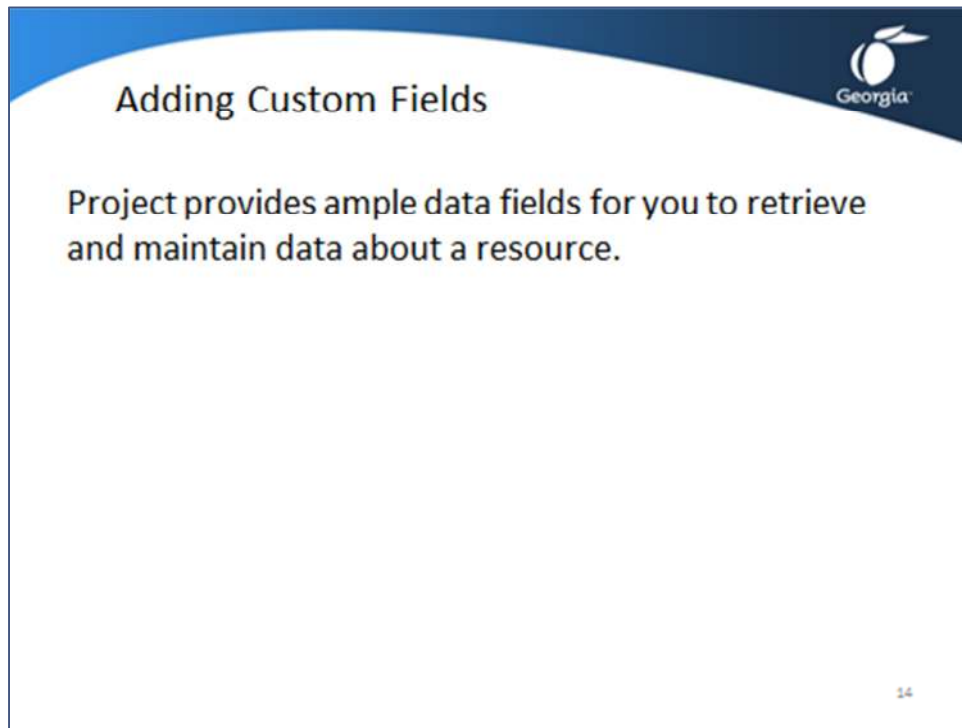 Georgia
Adding Custom Fields
Project provides ample data fields for you to retrieve
and maintain data about a resource.
14